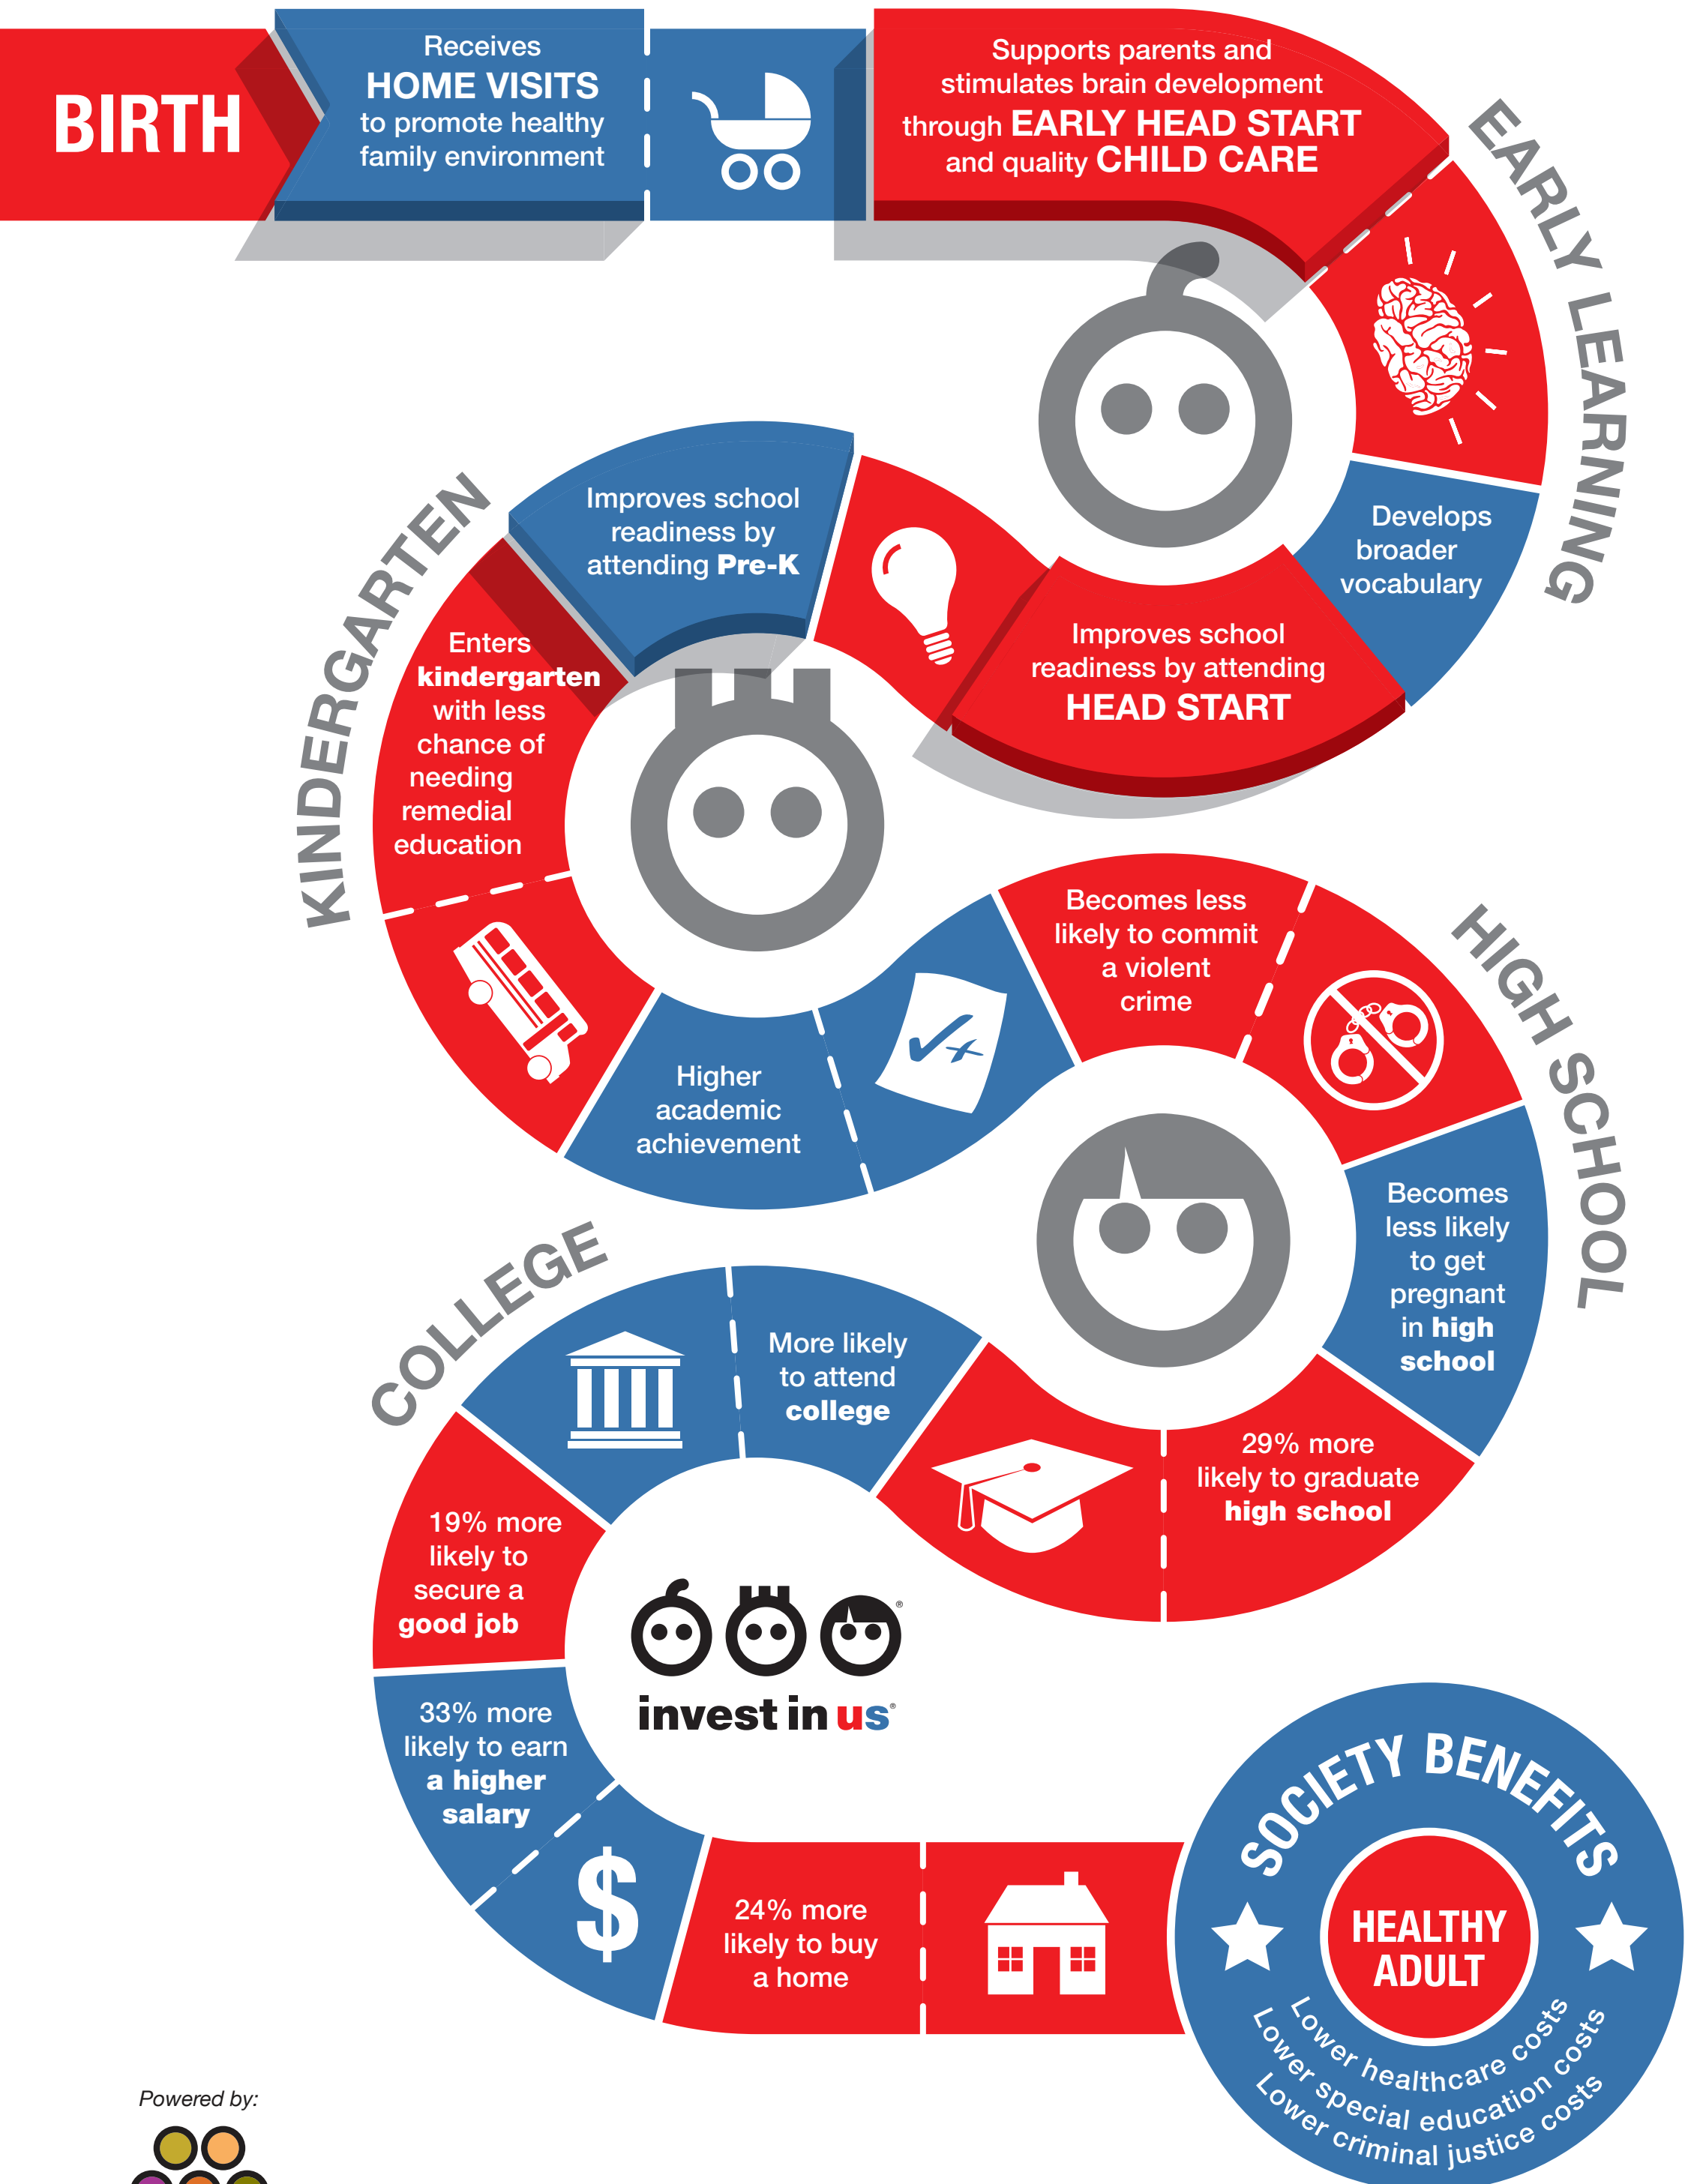 BIRTH
Receives
HOME VISITS
to promote healthy
family environment
Supports parents and
stimulates brain development
through EARLY HEAD START
and quality CHILD CARE
EARLY LEARNING
Develops
broader
vocabulary
Improves school
readiness by attending
HEAD START
Improves school
readiness by
attending Pre-K
KINDERGARTEN
Enters
kindergarten
with less
chance of
needing
remedial
education
Higher
academic
achievement
Becomes less
likely to commit
a violent
crime
HIGH SCHOOL
Becomes
less likely
to get
pregnant
in high
school
29% more
likely to graduate
high school
More likely
to attend
college
COLLEGE
19% more
likely to
secure a
good job
33% more
likely to earn
a higher
salary
$
24% more
likely to buy
a home
®
invest in us®
SOCIETY BENEFITS
HEALTHY
ADULT
Lower healthcare costs
Lower special education costs
Lower criminal justice costs
Powered by: